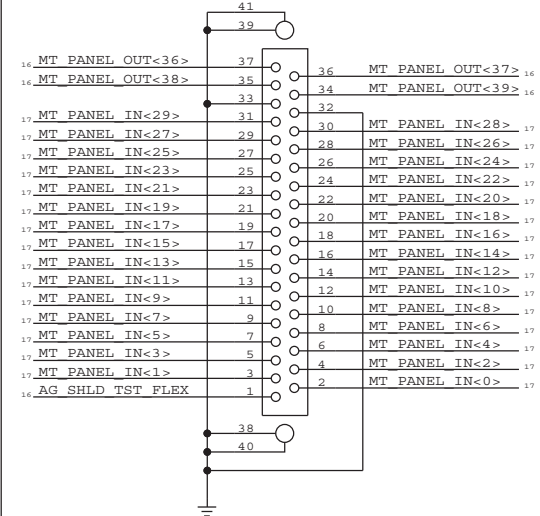 41
39
16 MT_PANEL_OUT<36> 37
36 MT_PANEL_OUT<37> 16
16 MT_PANEL_OUT<38> 35
34 MT_PANEL_OUT<39> 16
33
32
17 MT_PANEL_IN<29> 31
30 MT_PANEL_IN<28> 17
17 MT_PANEL_IN<27> 29
28 MT_PANEL_IN<26> 17
17 MT_PANEL_IN<25> 27
26 MT_PANEL_IN<24> 17
17 MT_PANEL_IN<23> 25
24 MT_PANEL_IN<22> 17
17 MT_PANEL_IN<21> 23
22 MT_PANEL_IN<20> 17
17 MT_PANEL_IN<19> 21
20 MT_PANEL_IN<18> 17
17 MT_PANEL_IN<17> 19
18 MT_PANEL_IN<16> 17
17 MT_PANEL_IN<15> 17
16 MT_PANEL_IN<14> 17
17 MT_PANEL_IN<13> 15
14 MT_PANEL_IN<12> 17
17 MT_PANEL_IN<11> 13
12 MT_PANEL_IN<10> 17
17 MT_PANEL_IN<9> 11
10 MT_PANEL_IN<8> 17
17 MT_PANEL_IN<7> 9
8 MT_PANEL_IN<6> 17
17 MT_PANEL_IN<5> 7
6 MT_PANEL_IN<4> 17
17 MT_PANEL_IN<3> 5
4 MT_PANEL_IN<2> 17
17 MT_PANEL_IN<1> 3
2 MT_PANEL_IN<0> 17
16 AG_SHLD_TST_FLEX 1
38
40